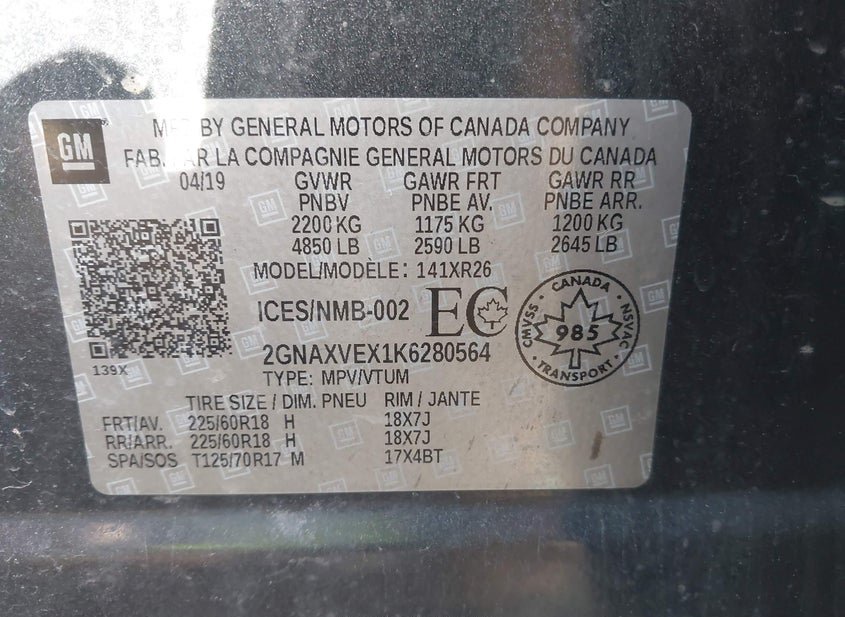 GM
MFD BY GENERAL MOTORS OF CANADA COMPANY
FAB. PAR LA COMPAGNIE GENERAL MOTORS DU CANADA
04/19 GVWR GAWR FRT GAWR RR
PNBV PNBE AV. PNBE ARR.
2200 KG 1175 KG 1200 KG
4850 LB 2590 LB 2645 LB
MODEL/MODÈLE: 141XR26
ICES/NMB-002 EC
CANADA
CMVSS 985 NSVAC
TRANSPORT
139X
2GNAXVEX1K6280564
TYPE: MPV/VTUM
TIRE SIZE / DIM. PNEU RIM / JANTE
FRT/AV. 225/60R18 H 18X7J
RR/ARR. 225/60R18 H 18X7J
SPA/SOS T125/70R17 M 17X4BT